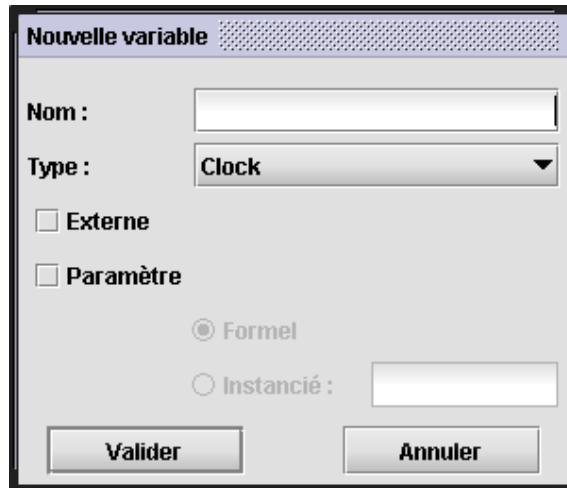 Nouvelle variable
Nom :
Type : Clock
Externe
Paramètre
Formel
Instancié :
Valider Annuler